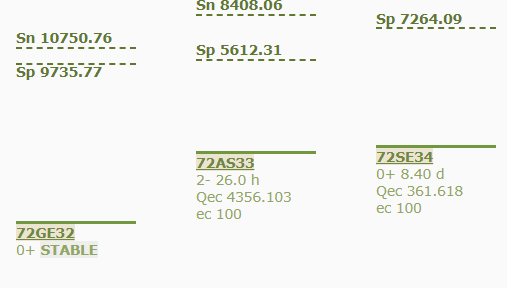 Sn 10750.76
Sp 9735.77
72GE32
0+ STABLE
Sn 8408.06
Sp 5612.31
72AS33
2- 26.0 h
Qec 4356.103
ec 100
Sp 7264.09
72SE34
0+ 8.40 d
Qec 361.618
ec 100